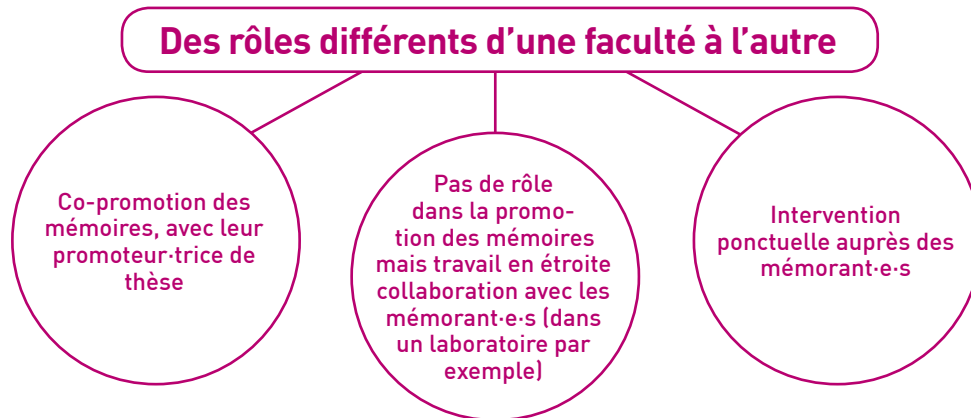 Des rôles différents d'une faculté à l'autre
Co-promotion des
mémoires, avec leur
promoteur·trice de
thèse
Pas de rôle
dans la promo-
tion des mémoires
mais travail en étroite
collaboration avec les
mémorant·e·s (dans
un laboratoire par
exemple)
Intervention
ponctuelle auprès des
mémorant·e·s